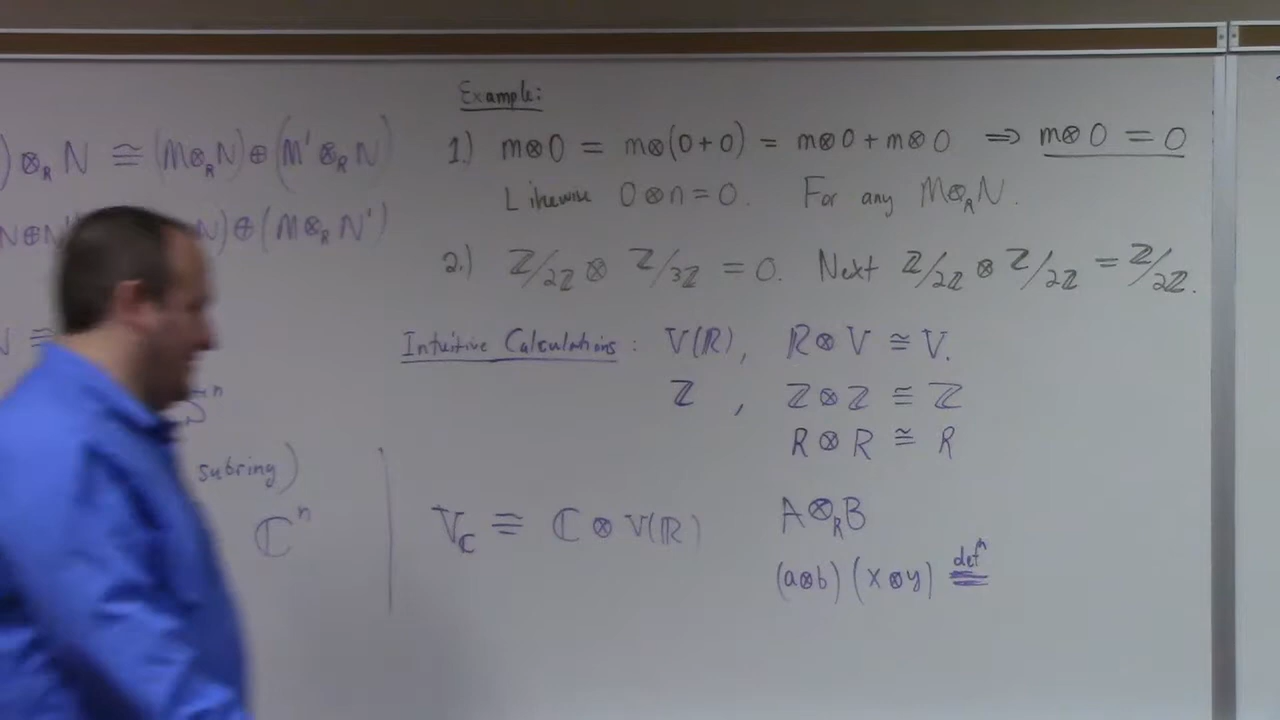 ) ⊗_R N ≅ (M⊗_R N) ⊕ (M' ⊗_R N)
N⊕N' N) ⊕ (M⊗_R N')
N ≅
n
subring)
ℂ^n
Example:
1.) m⊗0 = m⊗(0+0) = m⊗0 + m⊗0 ⇒ m⊗0 = 0
Likewise 0⊗n = 0. For any M⊗_R N.
2.) ℤ/2ℤ ⊗ ℤ/3ℤ = 0. Next ℤ/2ℤ ⊗ ℤ/2ℤ = ℤ/2ℤ.
Intuitive Calculations: V(ℝ), ℝ⊗V ≅ V.
ℤ, ℤ⊗ℤ ≅ ℤ
R⊗R ≅ R
V_ℂ ≡ ℂ ⊗ V(ℝ)
A⊗_R B
(a⊗b)(x⊗y) defⁿ=